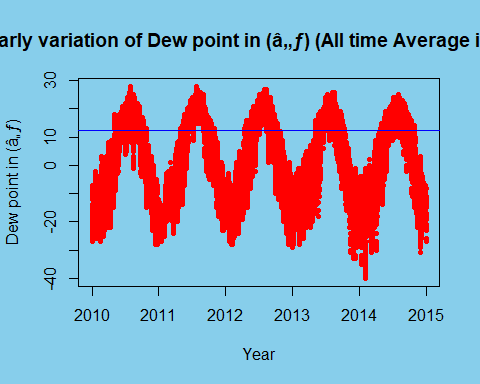 arly variation of Dew point in (â„ƒ) (All time Average i
Dew point in (â„ƒ)
30
10
0
-20
-40
2010 2011 2012 2013 2014 2015
Year